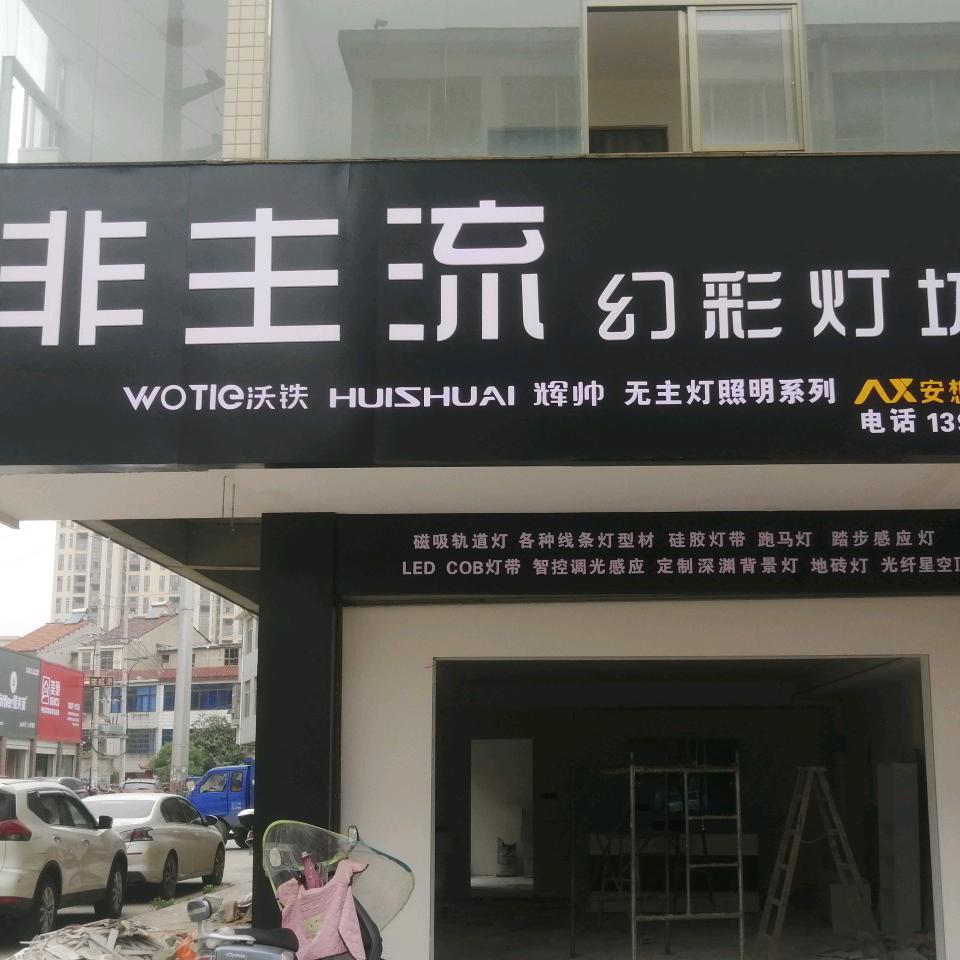 非主流 幻彩灯
WOTIE沃铁 HUISHUAI 辉帅 无主灯照明系列 AX安想
电话 139
磁吸轨道灯 各种线条灯型材 硅胶灯带 跑马灯 踏步感应灯
LED COB灯带 智控调光感应 定制深渊背景灯 地砖灯 光纤星空顶